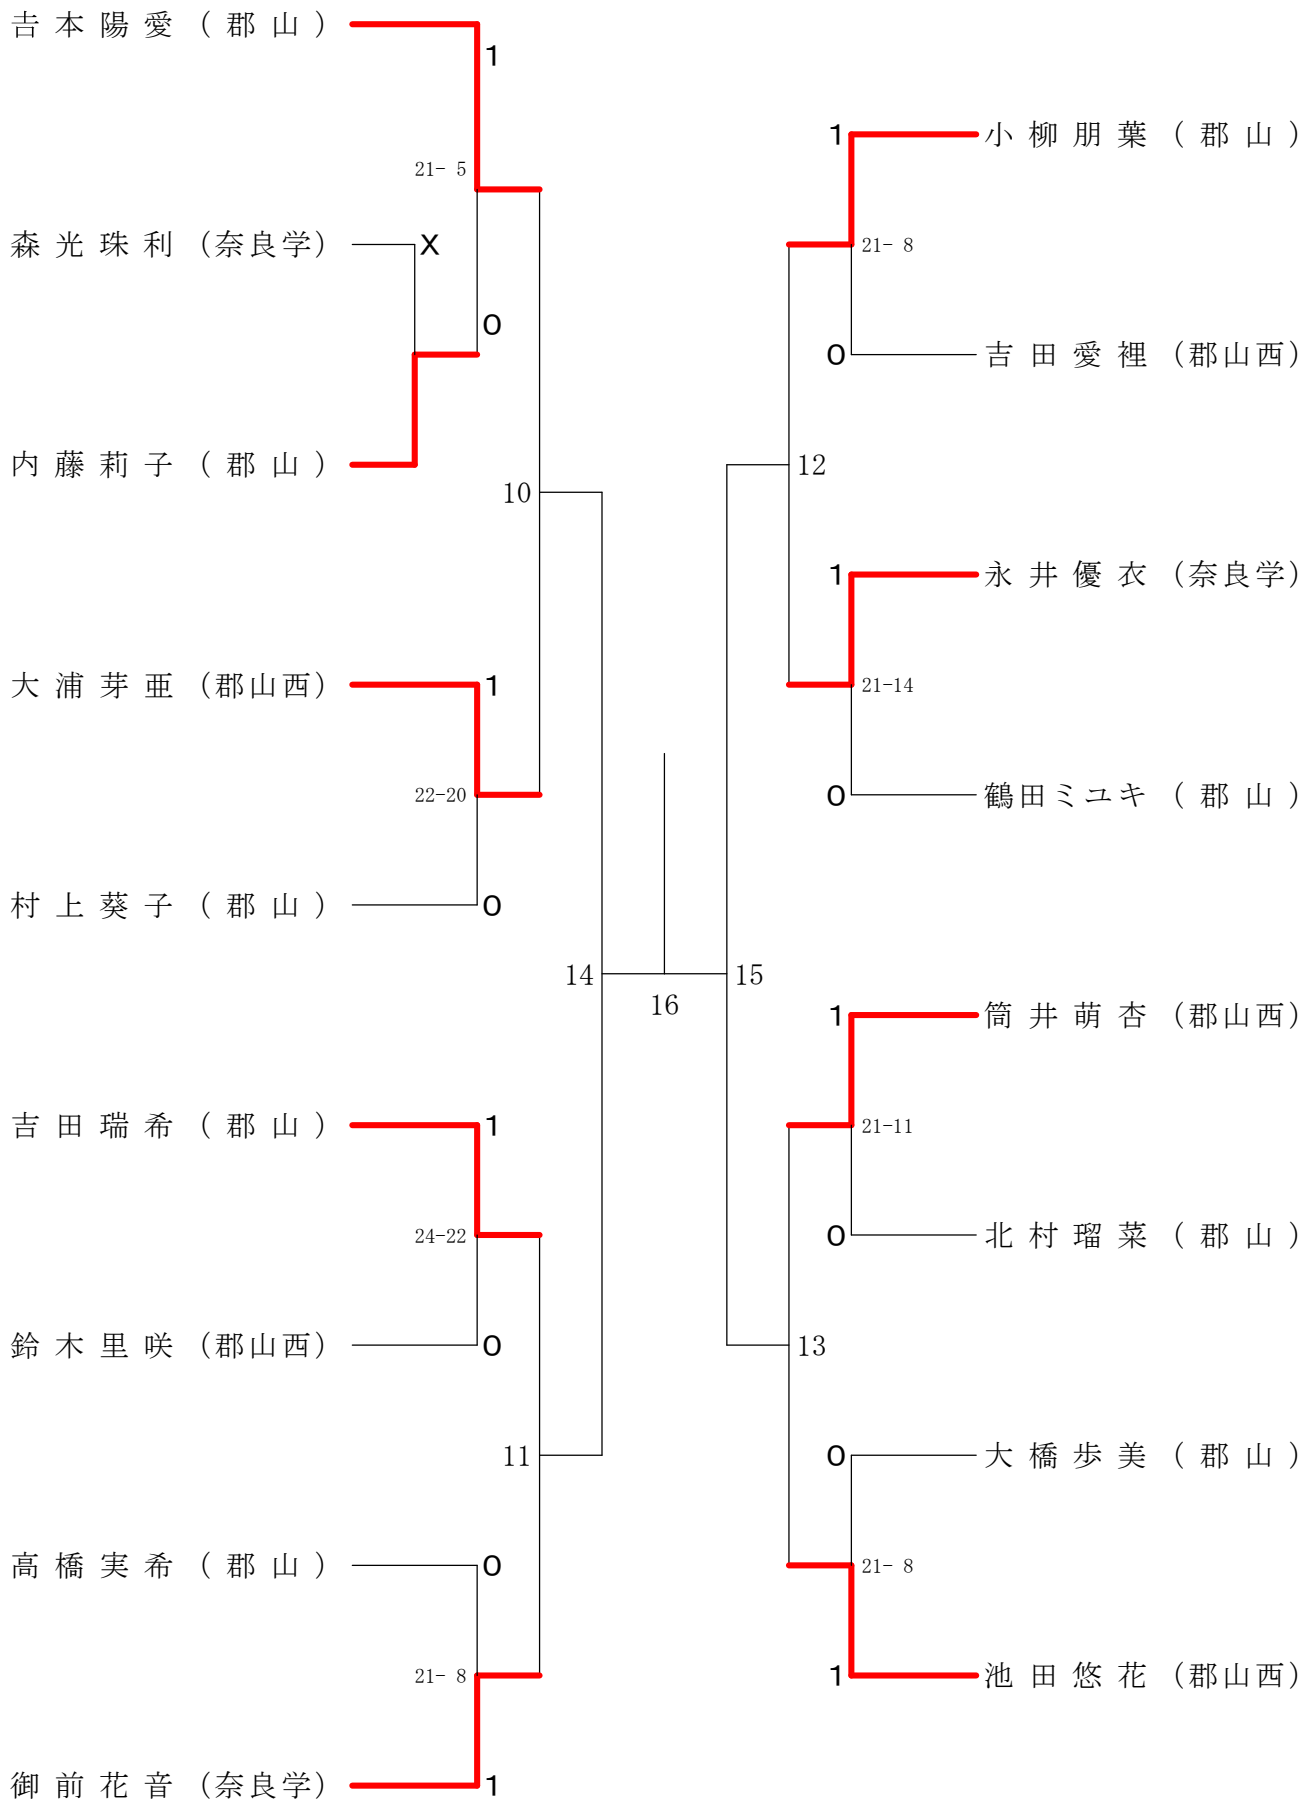 吉本陽愛 (郡山)
1
21- 5
森光珠利 (奈良学)
X
0
内藤莉子 (郡山)
10
大浦芽亜 (郡山西)
1
22-20
村上葵子 (郡山)
0
14
吉田瑞希 (郡山)
1
24-22
鈴木里咲 (郡山西)
0
11
高橋実希 (郡山)
0
21- 8
御前花音 (奈良学)
1
16
1
小柳朋葉 (郡山)
21- 8
0
吉田愛裡 (郡山西)
12
1
永井優衣 (奈良学)
21-14
0
鶴田ミユキ (郡山)
15
1
筒井萌杏 (郡山西)
21-11
0
北村瑠菜 (郡山)
13
0
大橋歩美 (郡山)
21- 8
1
池田悠花 (郡山西)